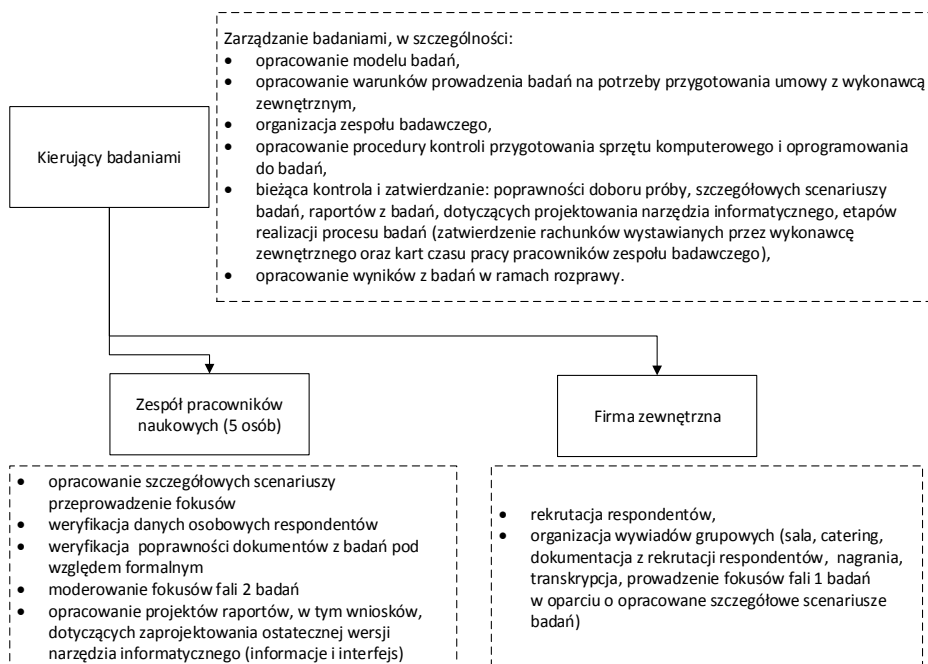 Zarządzanie badaniami, w szczególności:
• opracowanie modelu badań,
• opracowanie warunków prowadzenia badań na potrzeby przygotowania umowy z wykonawcą
zewnętrznym,
• organizacja zespołu badawczego,
• opracowanie procedury kontroli przygotowania sprzętu komputerowego i oprogramowania
do badań,
• bieżąca kontrola i zatwierdzanie: poprawności doboru próby, szczegółowych scenariuszy
badań, raportów z badań, dotyczących projektowania narzędzia informatycznego, etapów
realizacji procesu badań (zatwierdzenie rachunków wystawianych przez wykonawcę
zewnętrznego oraz kart czasu pracy pracowników zespołu badawczego),
• opracowanie wyników z badań w ramach rozprawy.
Kierujący badaniami
Zespół pracowników
naukowych (5 osób)
Firma zewnętrzna
• opracowanie szczegółowych scenariuszy
przeprowadzenie fokusów
• weryfikacja danych osobowych respondentów
• weryfikacja poprawności dokumentów z badań pod
względem formalnym
• moderowanie fokusów fali 2 badań
• opracowanie projektów raportów, w tym wniosków,
dotyczących zaprojektowania ostatecznej wersji
narzędzia informatycznego (informacje i interfejs)
• rekrutacja respondentów,
• organizacja wywiadów grupowych (sala, catering,
dokumentacja z rekrutacji respondentów, nagrania,
transkrypcja, prowadzenie fokusów fali 1 badań
w oparciu o opracowane szczegółowe scenariusze
badań)